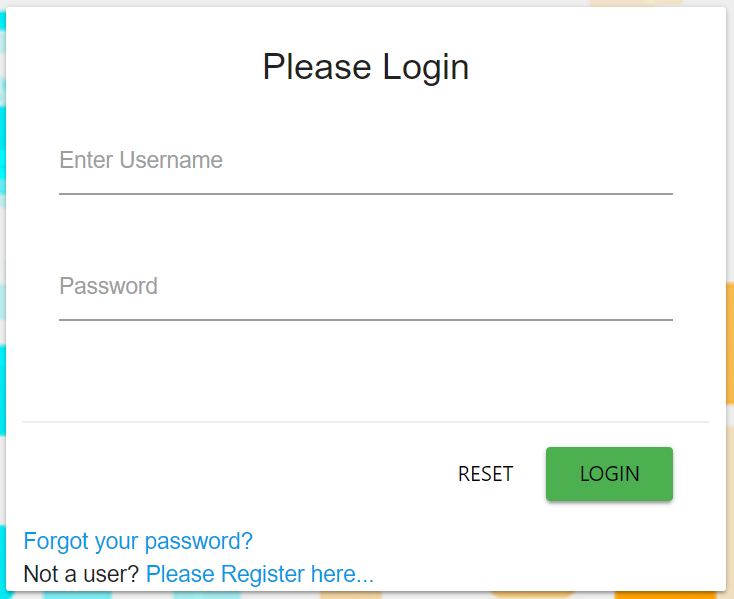 Please Login
Enter Username
Password
RESET LOGIN
Forgot your password?
Not a user? Please Register here...